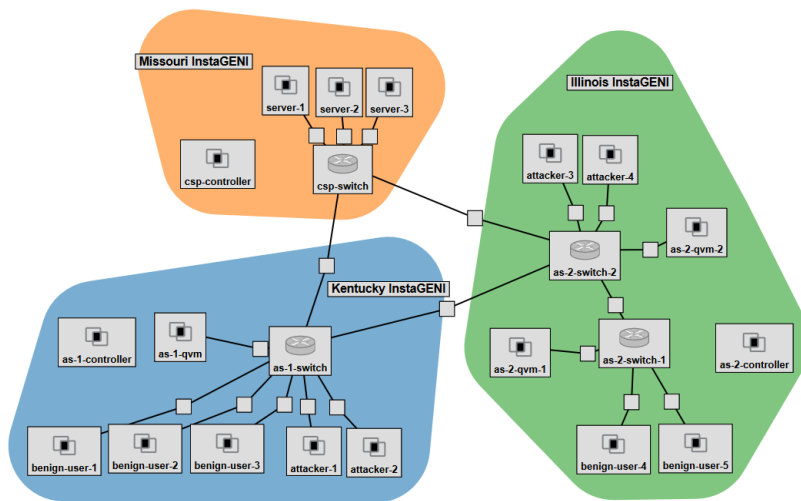 Missouri InstaGENI
server-1
server-2
server-3
csp-controller
csp-switch
Illinois InstaGENI
attacker-3
attacker-4
as-2-switch-2
as-2-qvm-2
Kentucky InstaGENI
as-1-controller
as-1-qvm
as-1-switch
as-2-qvm-1
as-2-switch-1
as-2-controller
benign-user-1
benign-user-2
benign-user-3
attacker-1
attacker-2
benign-user-4
benign-user-5